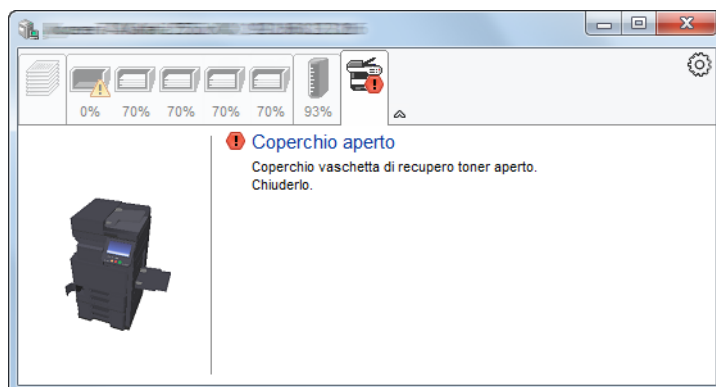 0% 70% 70% 70% 70% 93%
Coperchio aperto
Coperchio vaschetta di recupero toner aperto.
Chiuderlo.